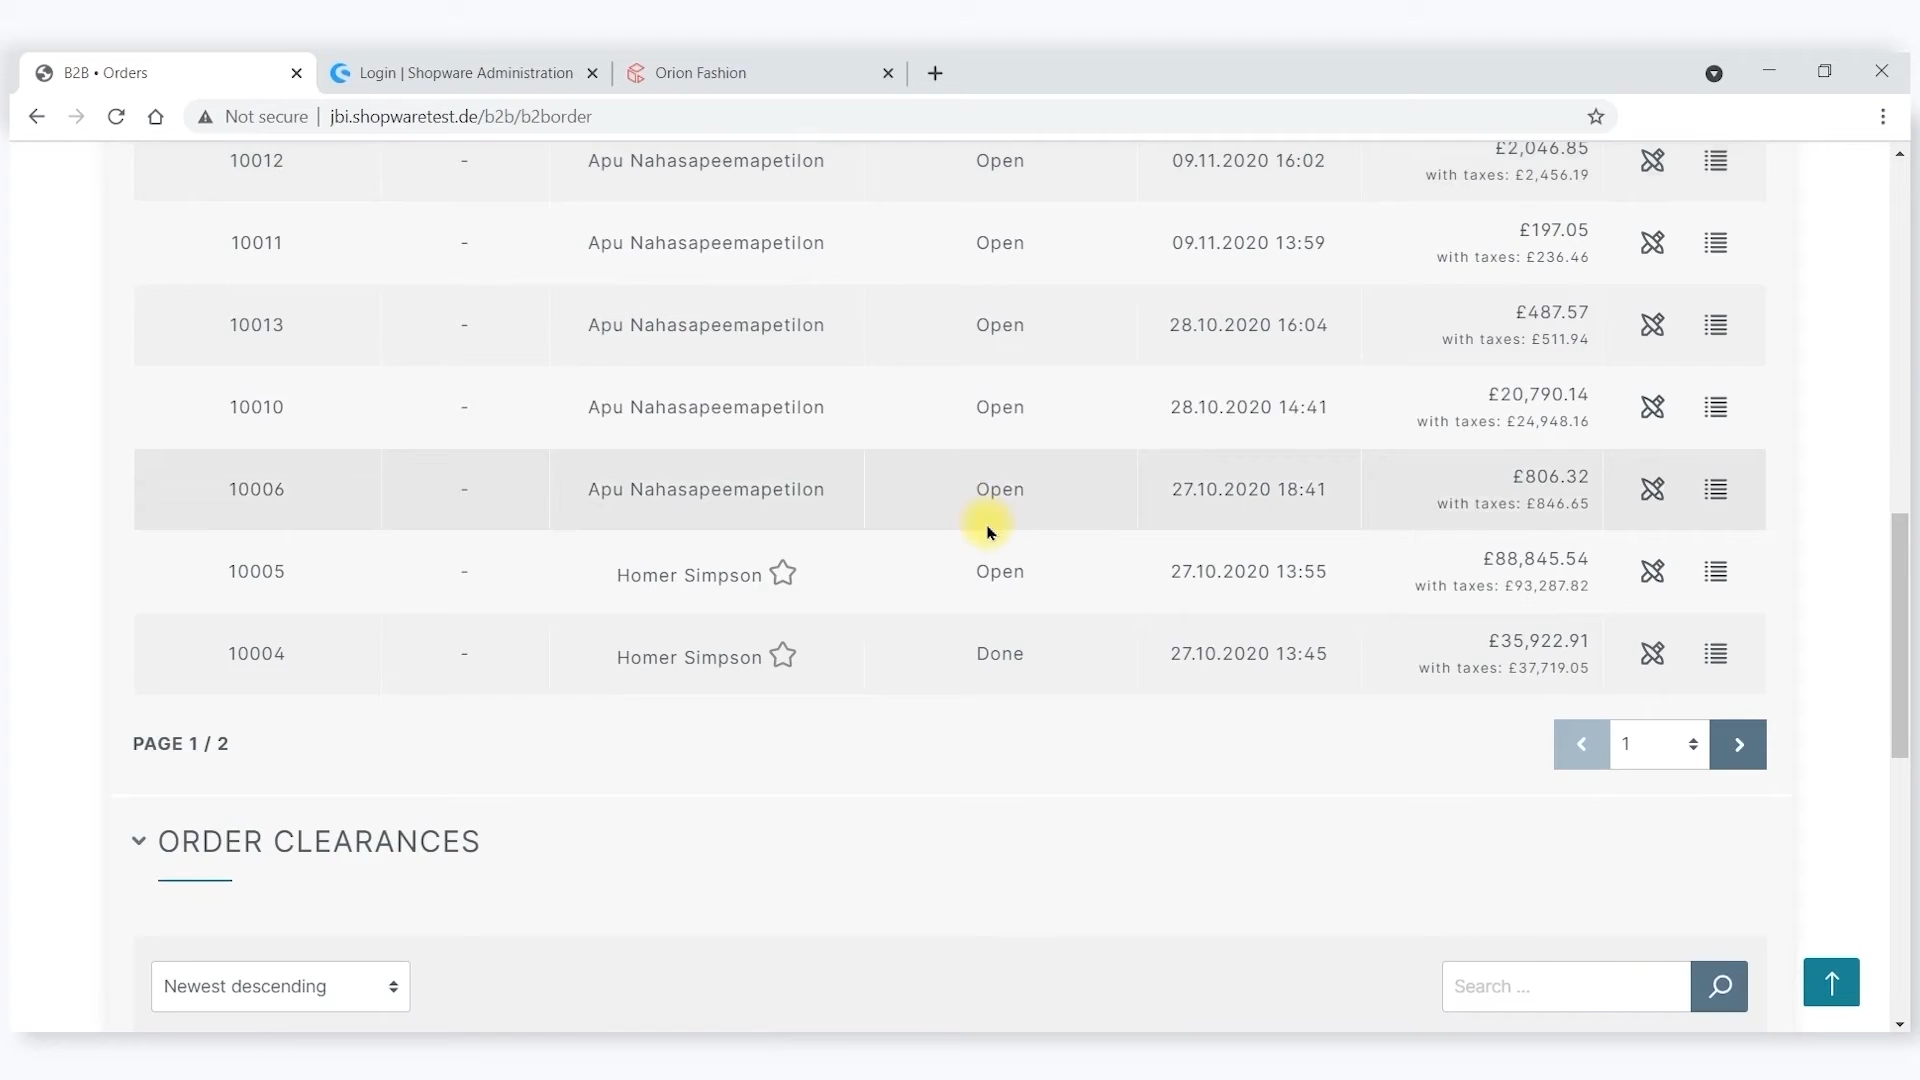 B2B • Orders
Login | Shopware Administration
Orion Fashion
Not secure | jbi.shopwaretest.de/b2b/b2border
10012 - Apu Nahasapeemapetilon Open 09.11.2020 16:02 £2,046.85
with taxes: £2,456.19
10011 - Apu Nahasapeemapetilon Open 09.11.2020 13:59 £197.05
with taxes: £236.46
10013 - Apu Nahasapeemapetilon Open 28.10.2020 16:04 £487.57
with taxes: £511.94
10010 - Apu Nahasapeemapetilon Open 28.10.2020 14:41 £20,790.14
with taxes: £24,948.16
10006 - Apu Nahasapeemapetilon Open 27.10.2020 18:41 £806.32
with taxes: £846.65
10005 - Homer Simpson Open 27.10.2020 13:55 £88,845.54
with taxes: £93,287.82
10004 - Homer Simpson Done 27.10.2020 13:45 £35,922.91
with taxes: £37,719.05
PAGE 1 / 2
1
ORDER CLEARANCES
Newest descending
Search ...